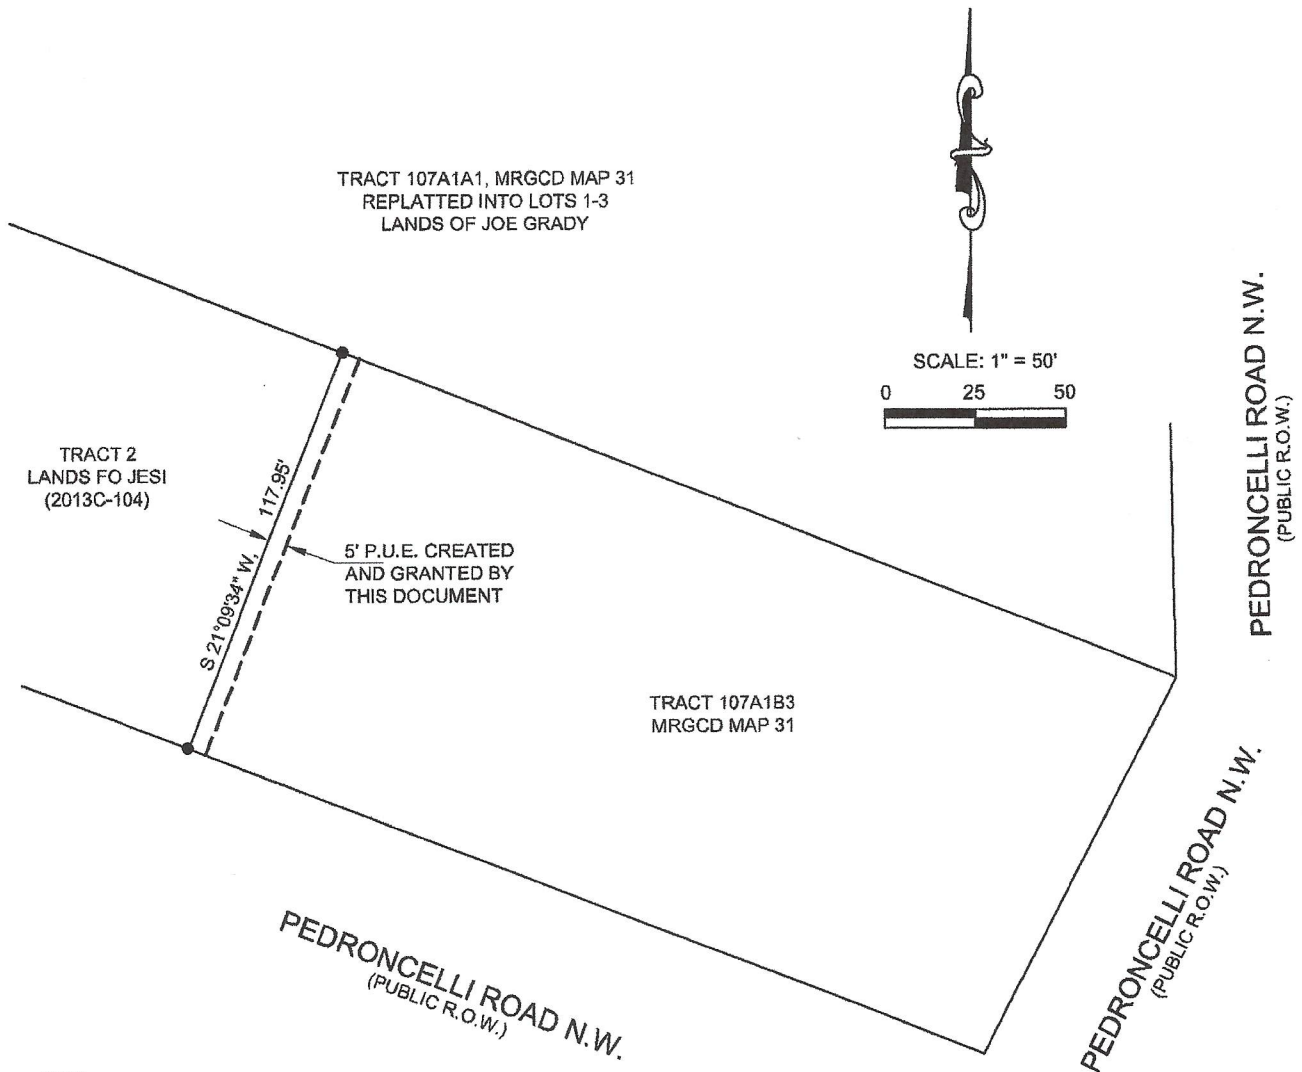 TRACT 107A1A1, MRGCD MAP 31
REPLATTED INTO LOTS 1-3
LANDS OF JOE GRADY
SCALE: 1" = 50'
0 25 50
PEDRONCELLI ROAD N.W.
(PUBLIC R.O.W.)
TRACT 2
LANDS FO JESI
(2013C-104)
S 21°09'34" W, 117.95'
5' P.U.E. CREATED
AND GRANTED BY
THIS DOCUMENT
TRACT 107A1B3
MRGCD MAP 31
PEDRONCELLI ROAD N.W.
(PUBLIC R.O.W.)
PEDRONCELLI ROAD N.W.
(PUBLIC R.O.W.)